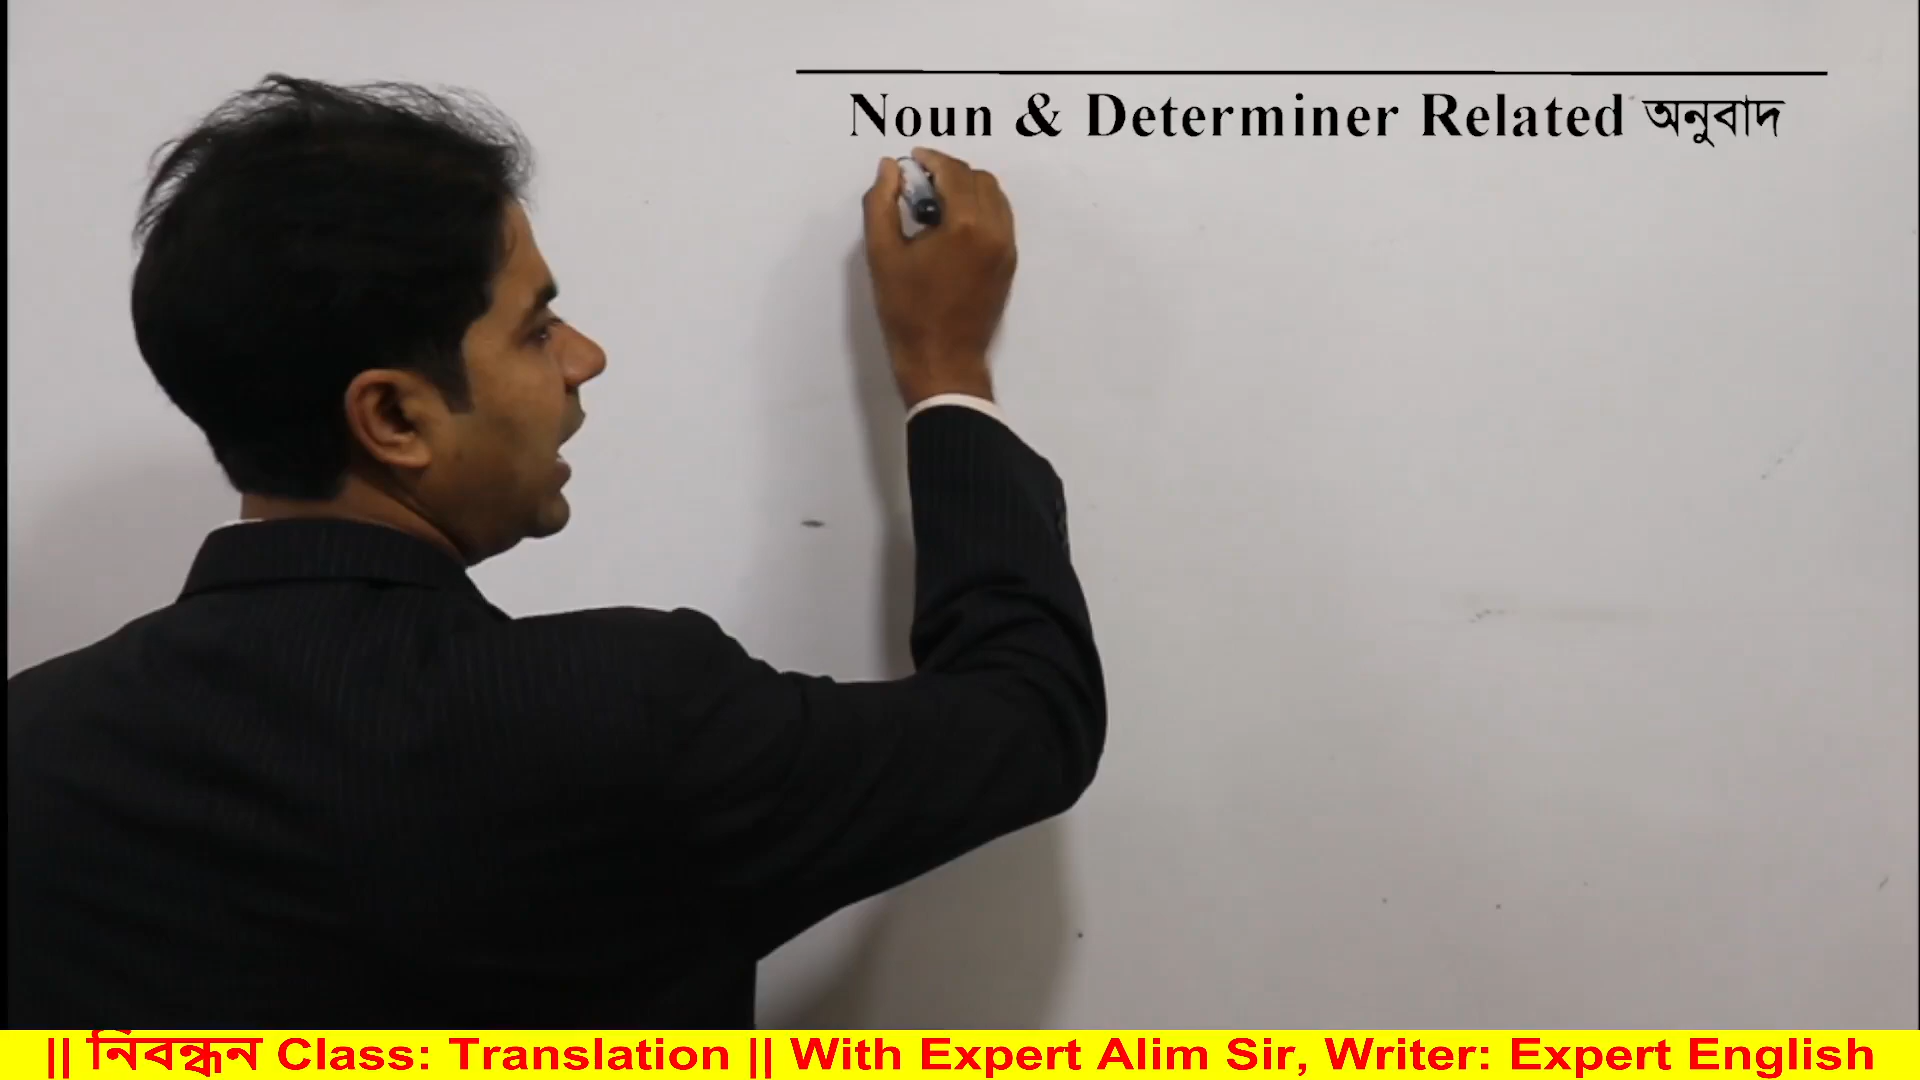 Noun & Determiner Related অনুবাদ
|| নিবন্ধন Class: Translation || With Expert Alim Sir, Writer: Expert English